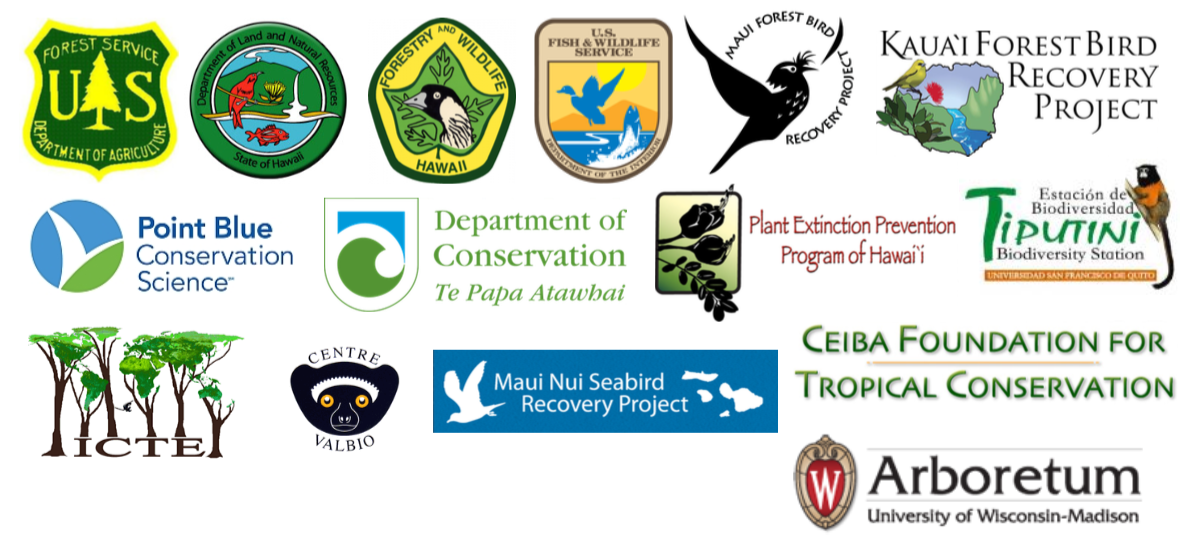 FOREST SERVICE
US
DEPARTMENT OF AGRICULTURE
Department of Land and Natural Resources
State of Hawaii
FORESTRY AND WILDLIFE
HAWAII
U.S.
FISH & WILDLIFE
SERVICE
DEPARTMENT OF THE INTERIOR
MAUI FOREST BIRD
RECOVERY PROJECT
KAUA`I FOREST BIRD
RECOVERY
PROJECT
Point Blue
Conservation
Science℠
Department of
Conservation
Te Papa Atawhai
Plant Extinction Prevention
Program of Hawai`i
Estación de
Biodiversidad
TIPUTINI
Biodiversity Station
UNIVERSIDAD SAN FRANCISCO DE QUITO
ICTE
CENTRE
VALBIO
Maui Nui Seabird
Recovery Project
CEIBA FOUNDATION FOR
TROPICAL CONSERVATION
W
Arboretum
University of Wisconsin-Madison